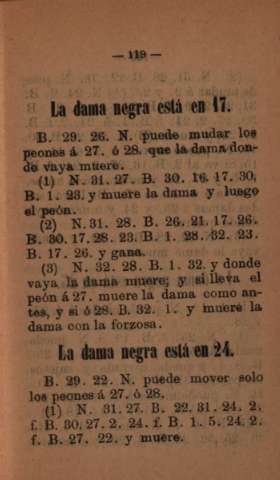 — 119 —
La dama negra está en 17.
B. 29. 26. N. puede mudar los
peones á 27. ó 28. que la dama don-
de vaya muere.
(1) N. 31. 27. B. 30. 16. 17. 30,
B. 1. 23. y muere la dama y luego
el peón.
(2) N. 31. 28. B. 26. 21. 17. 26.
B. 30. 17. 28. 23. B. 1. 28. 32. 23.
B. 17. 26. y gana.
(3) N. 32. 28. B. 1. 32. y donde
vaya la dama muere; y si lleva el
peón á 27. muere la dama como an-
tes, y si ó 28. B. 32. 1. y muere la
dama con la forzosa.
La dama negra está en 24.
B. 29. 22. N. puede mover solo
los peones á 27. ó 28.
(1) N. 31. 27. B. 22. 31. 24. 2.
f. B. 30. 27. 2. 24. f. B. 1. 5. 24. 2.
f. B. 27. 22. y muere.